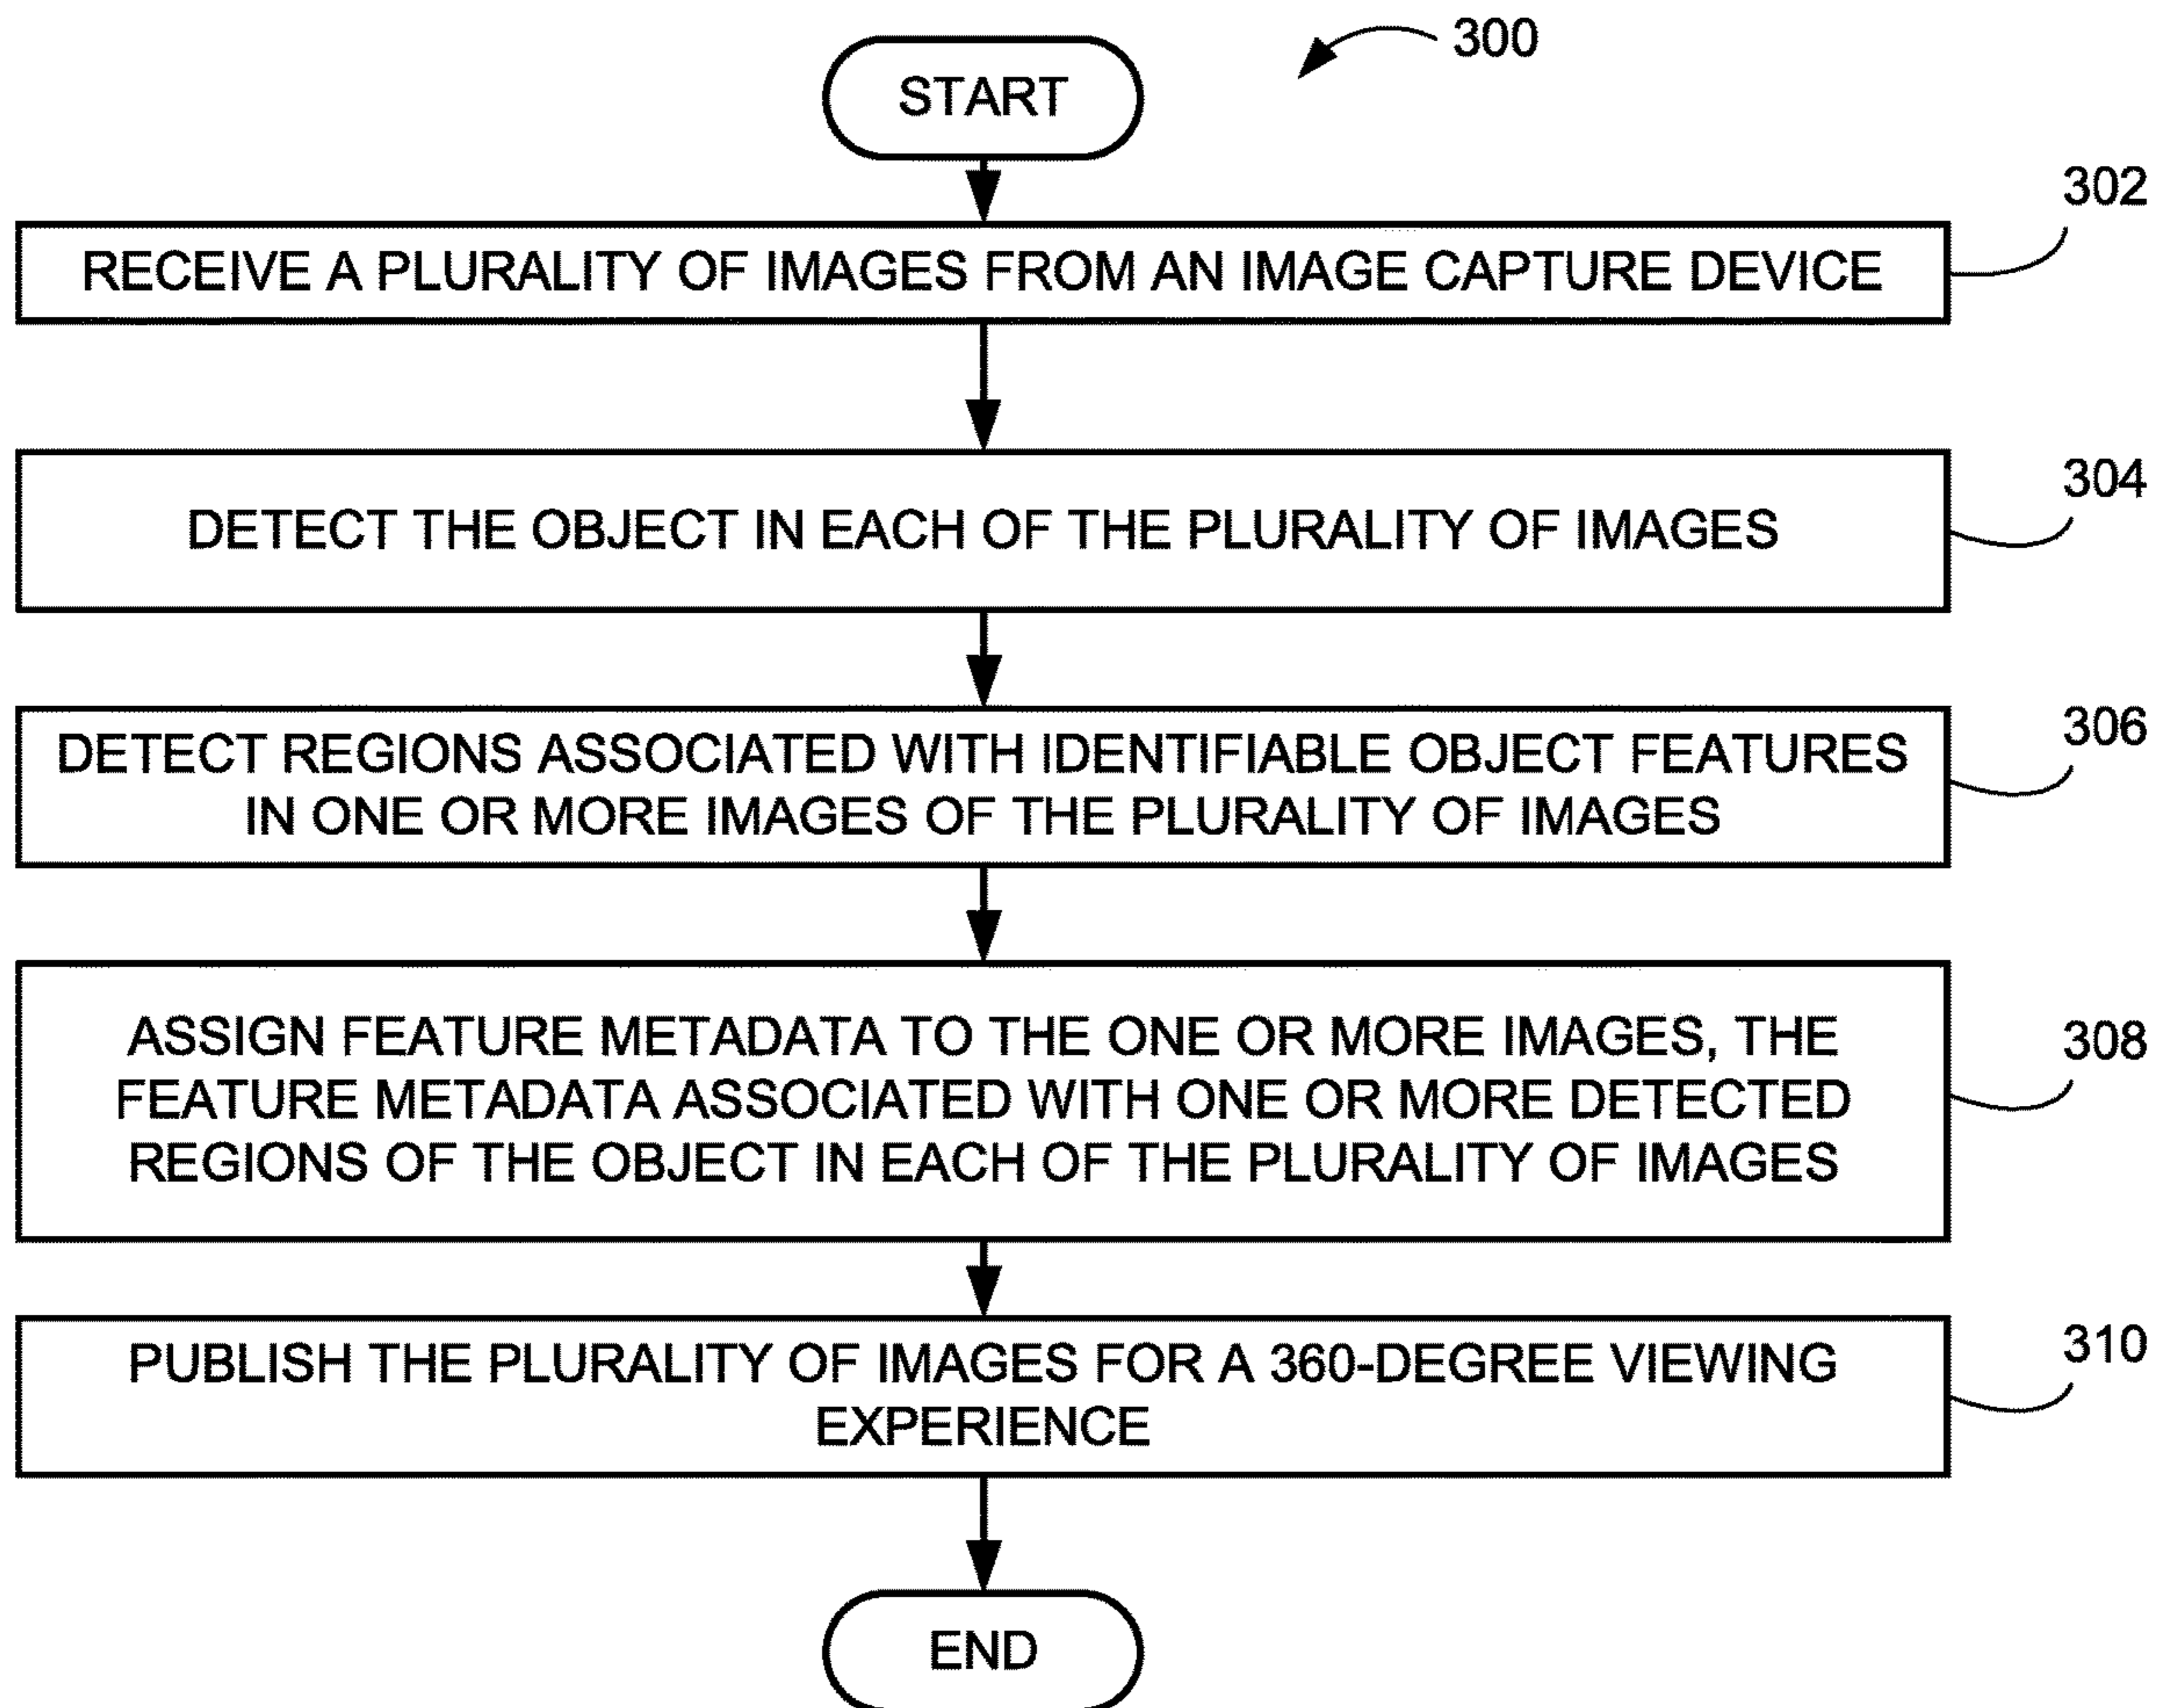 300
START
302
RECEIVE A PLURALITY OF IMAGES FROM AN IMAGE CAPTURE DEVICE
304
DETECT THE OBJECT IN EACH OF THE PLURALITY OF IMAGES
306
DETECT REGIONS ASSOCIATED WITH IDENTIFIABLE OBJECT FEATURES
IN ONE OR MORE IMAGES OF THE PLURALITY OF IMAGES
308
ASSIGN FEATURE METADATA TO THE ONE OR MORE IMAGES, THE
FEATURE METADATA ASSOCIATED WITH ONE OR MORE DETECTED
REGIONS OF THE OBJECT IN EACH OF THE PLURALITY OF IMAGES
310
PUBLISH THE PLURALITY OF IMAGES FOR A 360-DEGREE VIEWING
EXPERIENCE
END